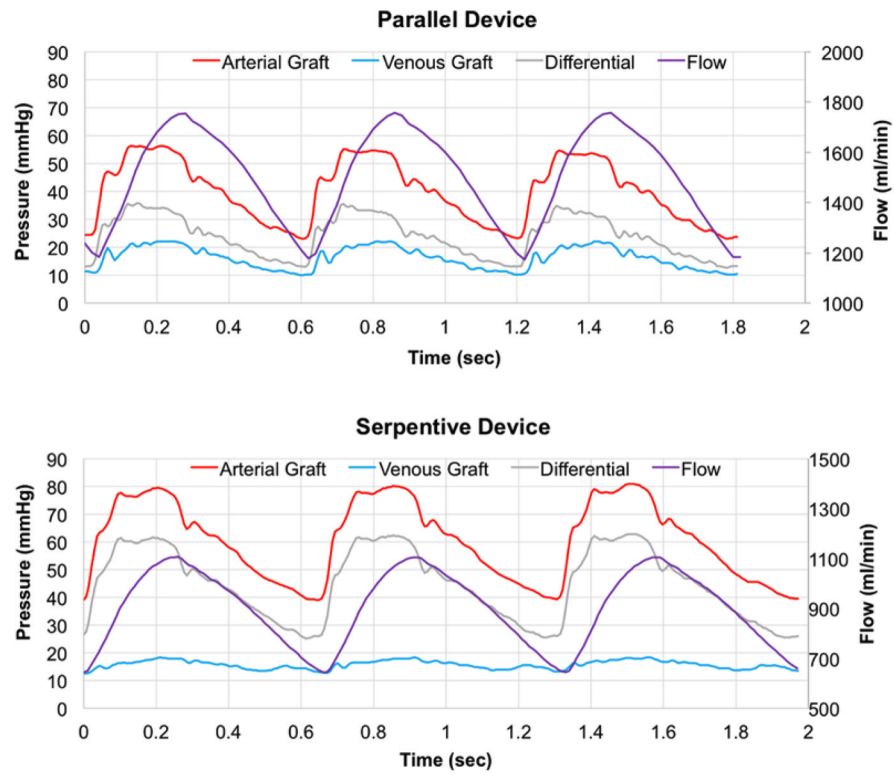 Parallel Device
90 2000
Arterial Graft Venous Graft Differential Flow
80
70 1800
60
50 1600
40 1400
30
20 1200
10
0 1000
Pressure (mmHg)
Flow (ml/min)
0 0.2 0.4 0.6 0.8 1 1.2 1.4 1.6 1.8 2
Time (sec)
Serpentive Device
90 1500
Arterial Graft Venous Graft Differential Flow
80 1300
70
60 1100
50
40 900
30
20 700
10
0 500
Pressure (mmHg)
Flow (ml/min)
0 0.2 0.4 0.6 0.8 1 1.2 1.4 1.6 1.8 2
Time (sec)